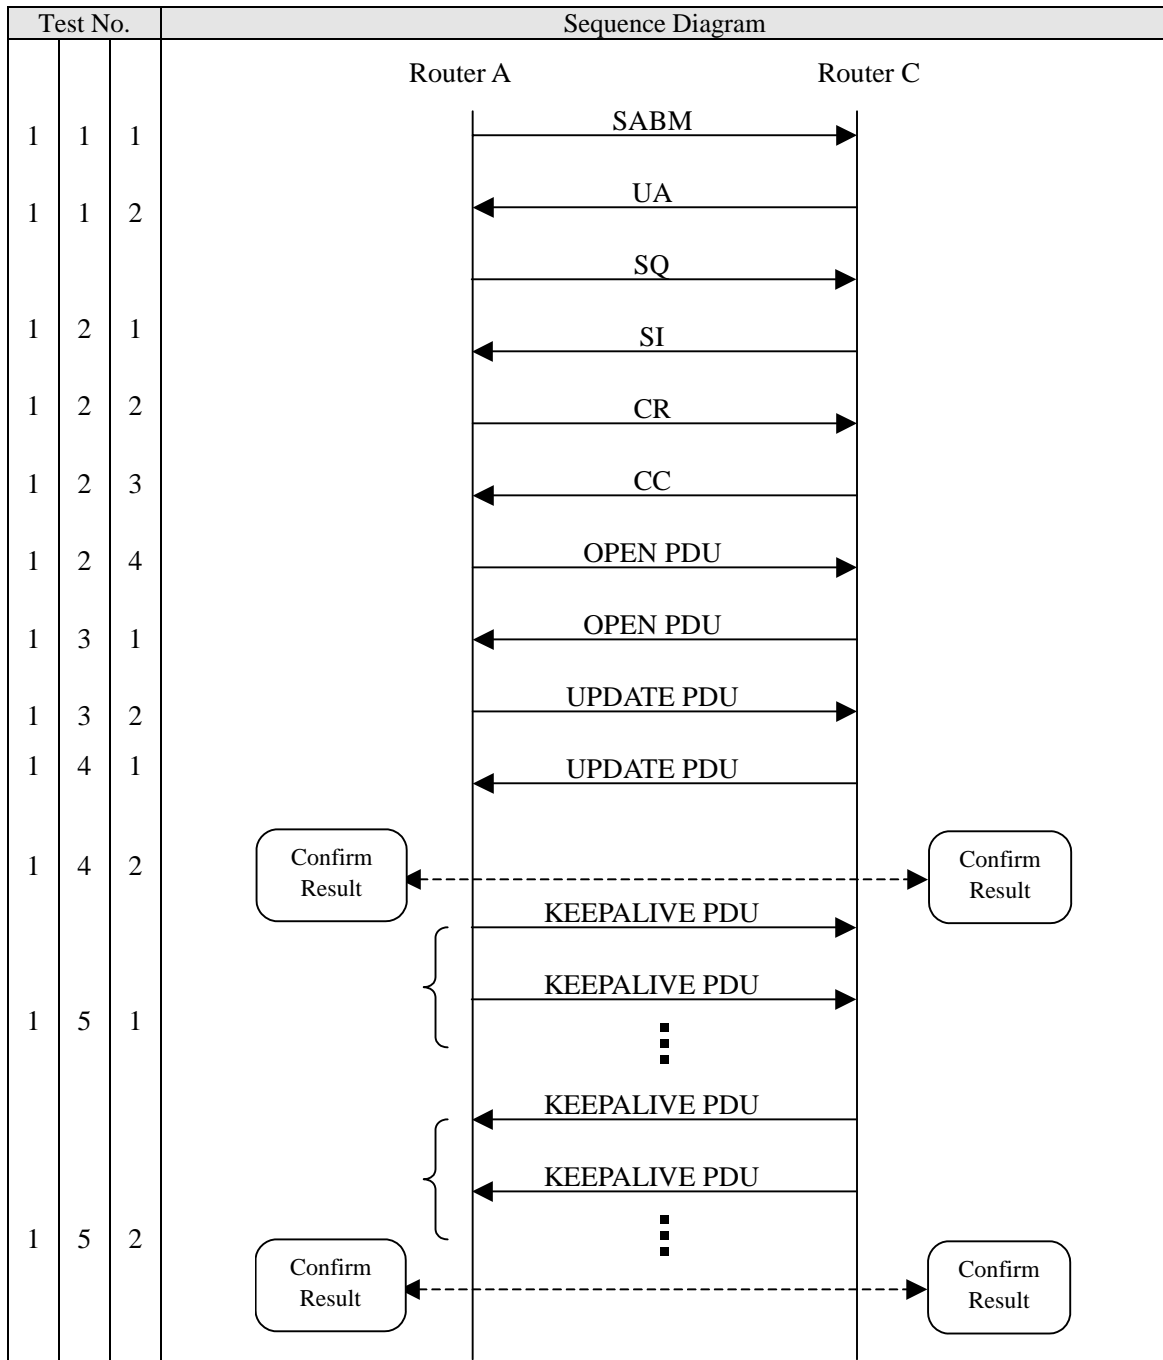 Test No. Sequence Diagram
Router A Router C
SABM
1 1 1
UA
1 1 2
SQ
1 2 1
SI
1 2 2
CR
1 2 3
CC
1 2 4
OPEN PDU
1 3 1
OPEN PDU
1 3 2
UPDATE PDU
1 4 1
UPDATE PDU
1 4 2
Confirm
Result
Confirm
Result
KEEPALIVE PDU
KEEPALIVE PDU
1 5 1
KEEPALIVE PDU
KEEPALIVE PDU
1 5 2
Confirm
Result
Confirm
Result